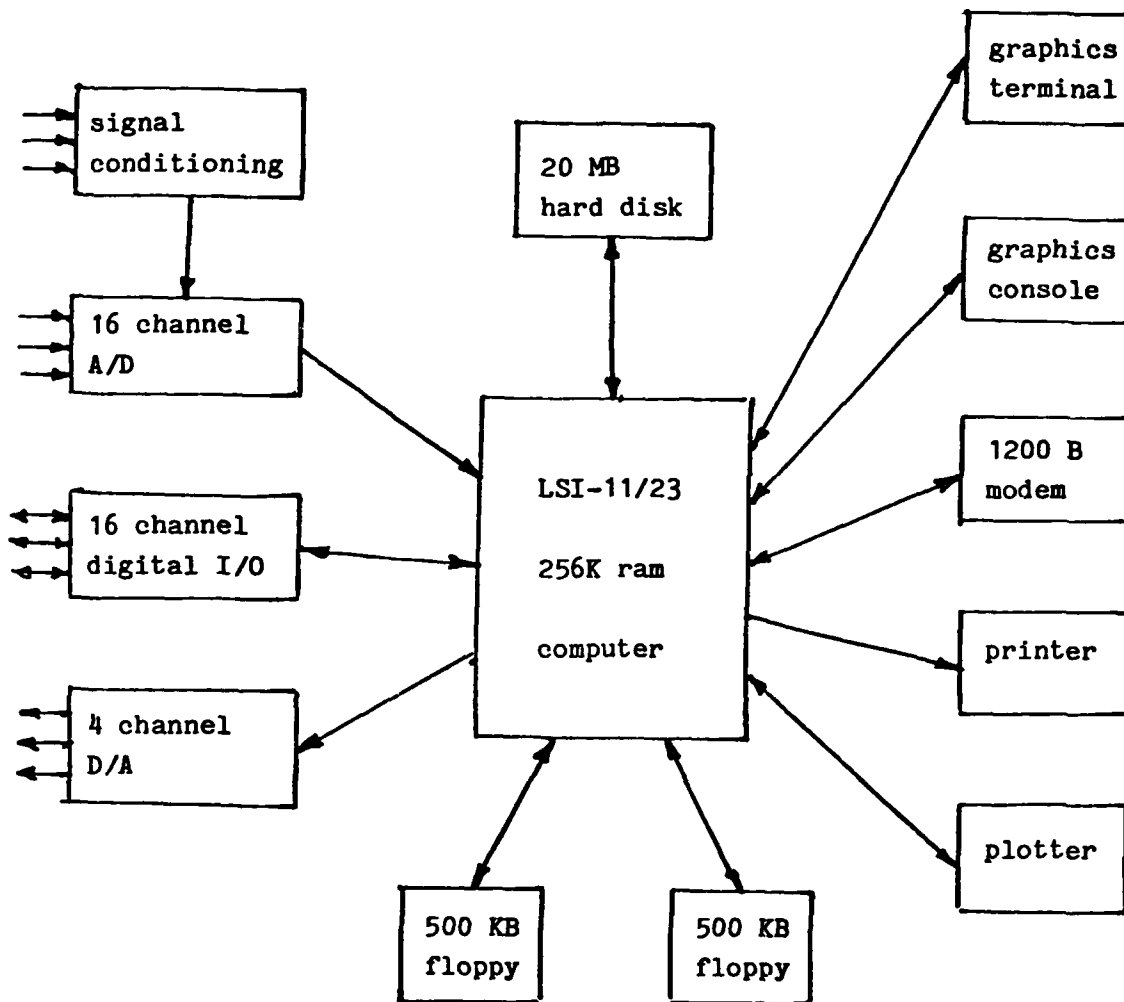 signal
conditioning
16 channel
A/D
16 channel
digital I/O
4 channel
D/A
20 MB
hard disk
LSI-11/23
256K ram
computer
500 KB
floppy
500 KB
floppy
graphics
terminal
graphics
console
1200 B
modem
printer
plotter